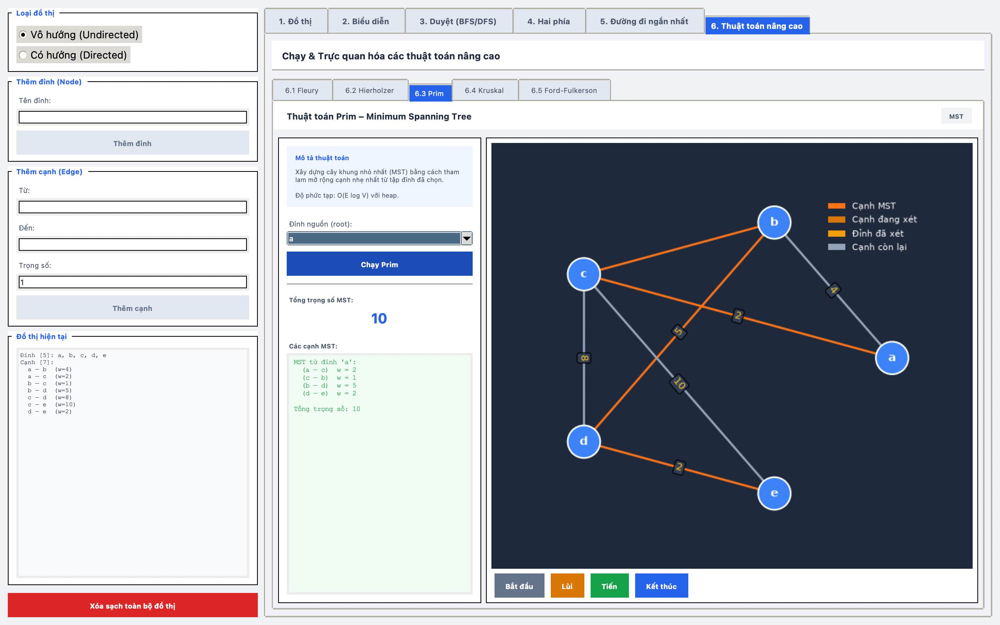 Loại đồ thị
Vô hướng (Undirected)
Có hướng (Directed)
Thêm đỉnh (Node)
Tên đỉnh:
Thêm đỉnh
Thêm cạnh (Edge)
Từ:
Đến:
Trọng số:
1
Thêm cạnh
Đồ thị hiện tại
Đỉnh [5]: a, b, c, d, e
Cạnh [7]:
a — b (w=4)
a — c (w=2)
b — c (w=1)
b — d (w=5)
c — d (w=8)
c — e (w=10)
d — e (w=2)
Xóa sạch toàn bộ đồ thị
1. Đồ thị
2. Biểu diễn
3. Duyệt (BFS/DFS)
4. Hai phía
5. Đường đi ngắn nhất
6. Thuật toán nâng cao
Chạy & Trực quan hóa các thuật toán nâng cao
6.1 Fleury
6.2 Hierholzer
6.3 Prim
6.4 Kruskal
6.5 Ford-Fulkerson
Thuật toán Prim – Minimum Spanning Tree
MST
Mô tả thuật toán
Xây dựng cây khung nhỏ nhất (MST) bằng cách tham
lam mở rộng cạnh nhẹ nhất từ tập đỉnh đã chọn.
Độ phức tạp: O(E log V) với heap.
Đỉnh nguồn (root):
a
Chạy Prim
Tổng trọng số MST:
10
Các cạnh MST:
MST từ đỉnh 'a':
(a — c) w = 2
(c — b) w = 1
(b — d) w = 5
(d — e) w = 2
Tổng trọng số: 10
Cạnh MST
Cạnh đang xét
Đỉnh đã xét
Cạnh còn lại
b
c
4
2
5
a
8
10
d
2
e
Bắt đầu
Lùi
Tiến
Kết thúc